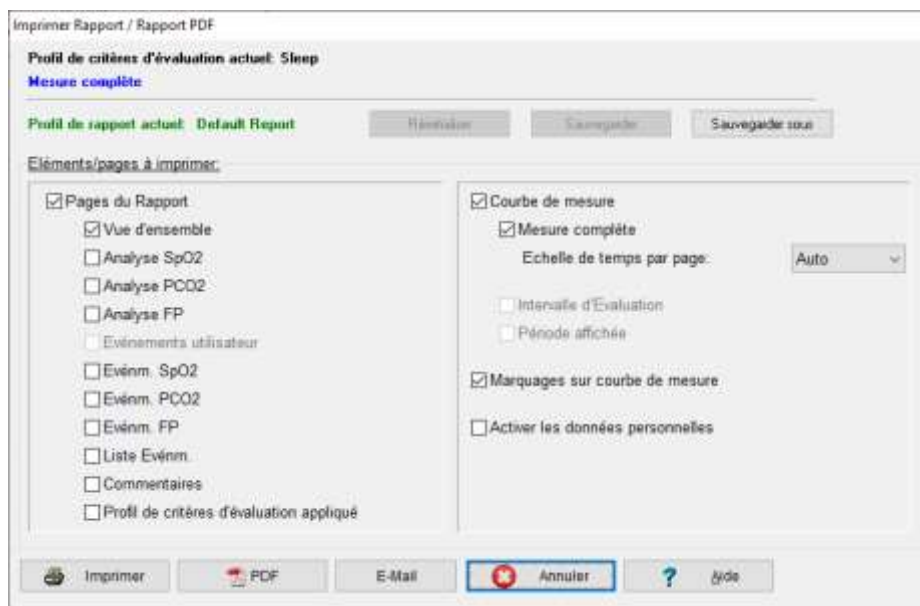 Imprimer Rapport / Rapport PDF
Profil de critères d'évaluation actuel: Sleep
Mesure complète
Profil de rapport actuel: Default Report
Réinitialiser
Sauvegarder
Sauvegarder sous
Eléments/pages à imprimer:
Pages du Rapport
Vue d'ensemble
Analyse SpO2
Analyse PCO2
Analyse FP
Evénements utilisateur
Evénm. SpO2
Evénm. PCO2
Evénm. FP
Liste Evénm.
Commentaires
Profil de critères d'évaluation appliqué
Courbe de mesure
Mesure complète
Echelle de temps par page: Auto
Intervalle d'Evaluation
Période affichée
Marquages sur courbe de mesure
Activer les données personnelles
Imprimer
PDF
E-Mail
Annuler
Aide